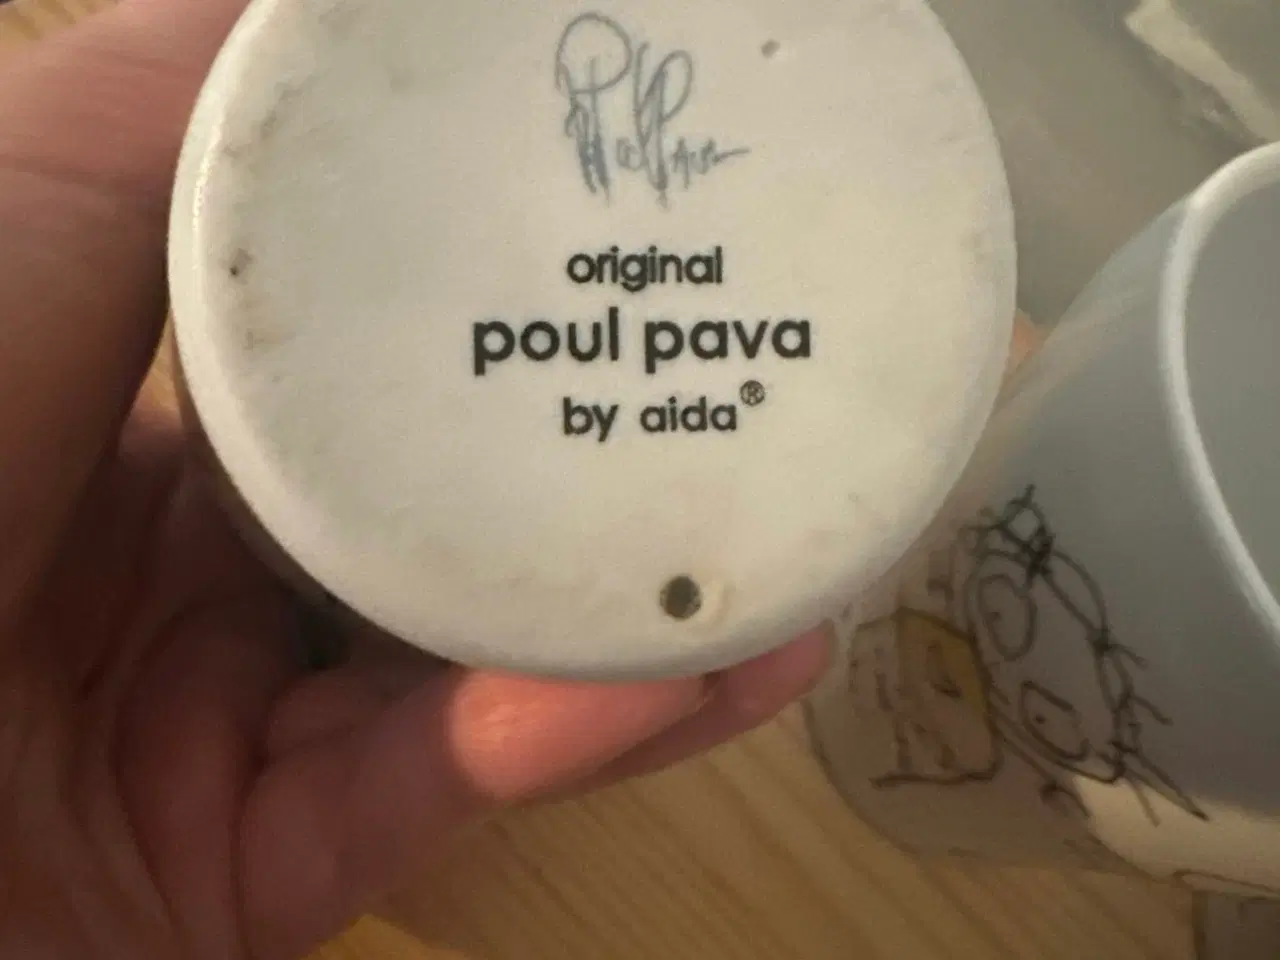 original
poul pava
by aida®